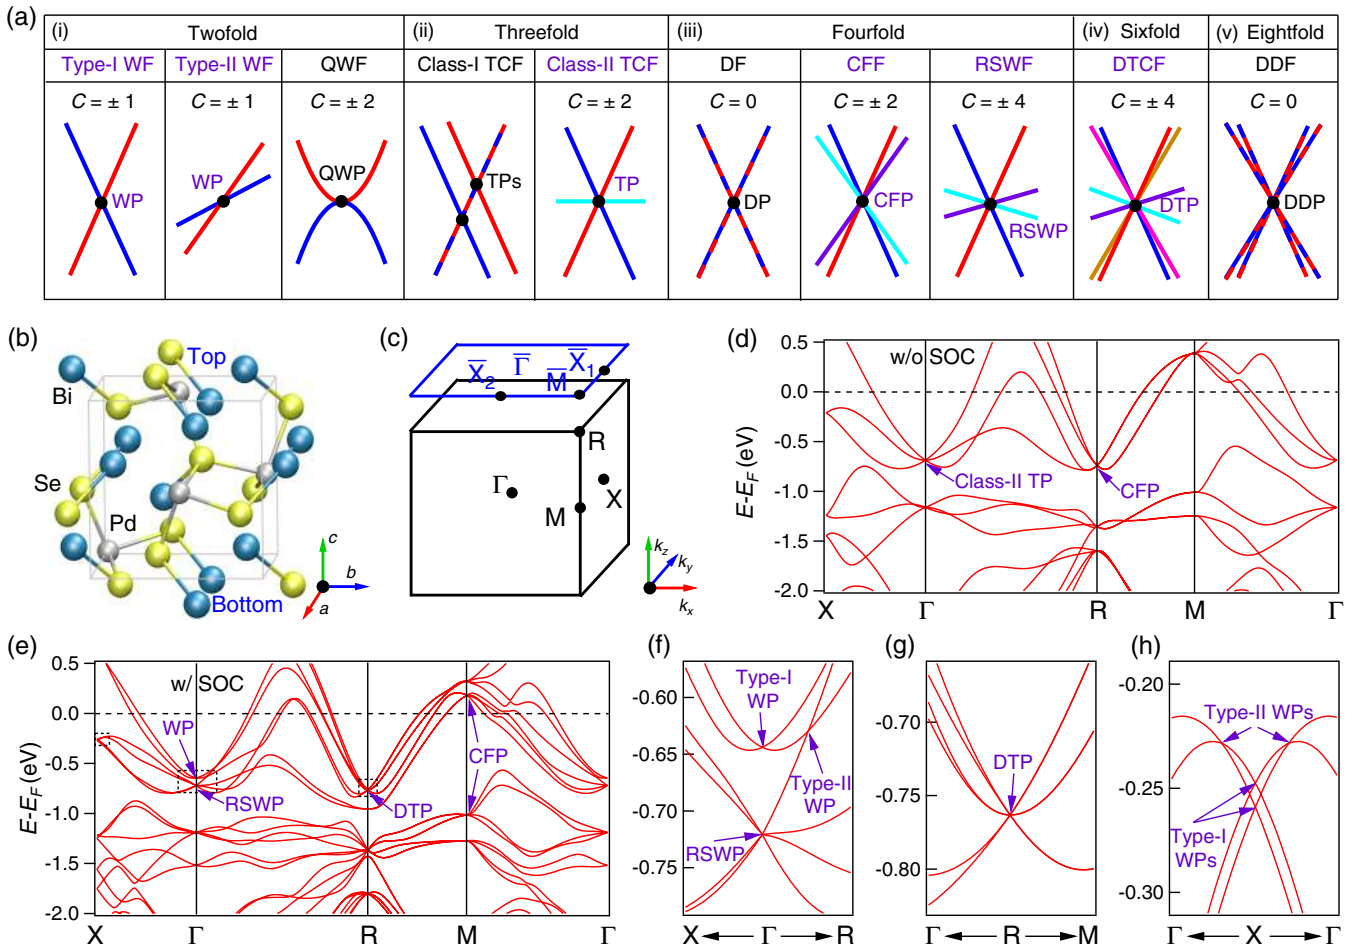 (a)
(i) Twofold
(ii) Threefold
(iii) Fourfold
(iv) Sixfold
(v) Eightfold
Type-I WF
Type-II WF
QWF
Class-I TCF
Class-II TCF
DF
CFF
RSWF
DTCF
DDF
C = ± 1
C = ± 1
C = ± 2
C = ± 2
C = 0
C = ± 2
C = ± 4
C = ± 4
C = 0
WP
WP
QWP
TPs
TP
DP
CFP
RSWP
DTP
DDP
(b)
Top
Bi
Se
Pd
Bottom
c
b
a
(c)
X̅₂
Γ̅
M̅
X̅₁
R
Γ
X
M
k_z
k_y
k_x
(d)
w/o SOC
E-E_F (eV)
0.5
0.0
-0.5
-1.0
-1.5
-2.0
Class-II TP
CFP
X
Γ
R
M
Γ
(e)
w/ SOC
E-E_F (eV)
0.5
0.0
-0.5
-1.0
-1.5
-2.0
WP
RSWP
DTP
CFP
X
Γ
R
M
Γ
(f)
-0.60
-0.65
-0.70
-0.75
Type-I
WP
Type-II
WP
RSWP
X
Γ
R
(g)
-0.70
-0.75
-0.80
DTP
Γ
R
M
(h)
-0.20
-0.25
-0.30
Type-II WPs
Type-I
WPs
Γ
X
Γ